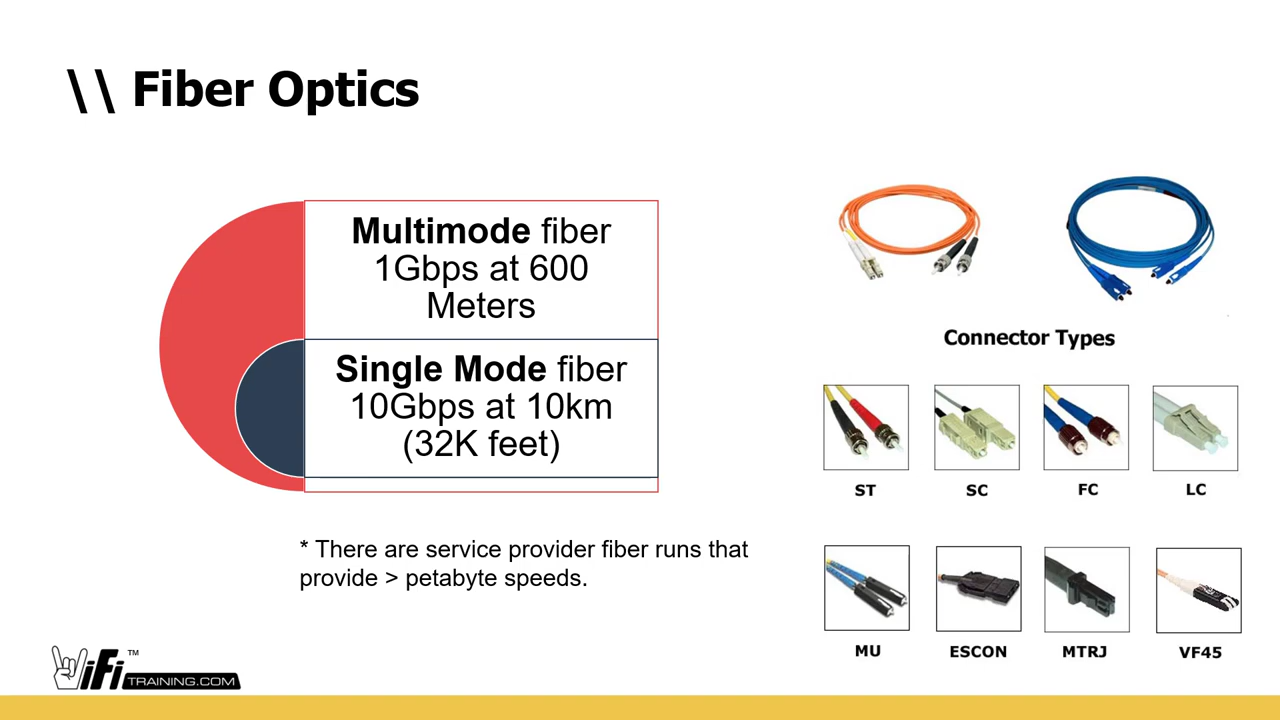 \\ Fiber Optics
Multimode fiber
1Gbps at 600
Meters
Single Mode fiber
10Gbps at 10km
(32K feet)
* There are service provider fiber runs that
provide > petabyte speeds.
Connector Types
ST SC FC LC
MU ESCON MTRJ VF45
WiFi TM
TRAINING.COM